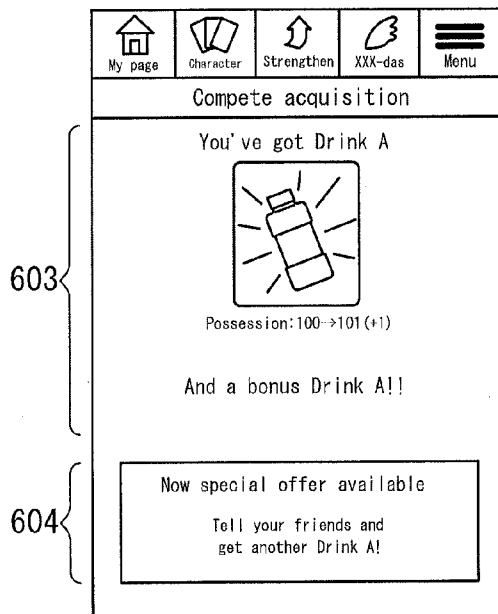 My page
Character
Strengthen
XXX-das
Menu
Compete acquisition
You've got Drink A
Possession:100→101(+1)
And a bonus Drink A!!
603
Now special offer available
Tell your friends and
get another Drink A!
604